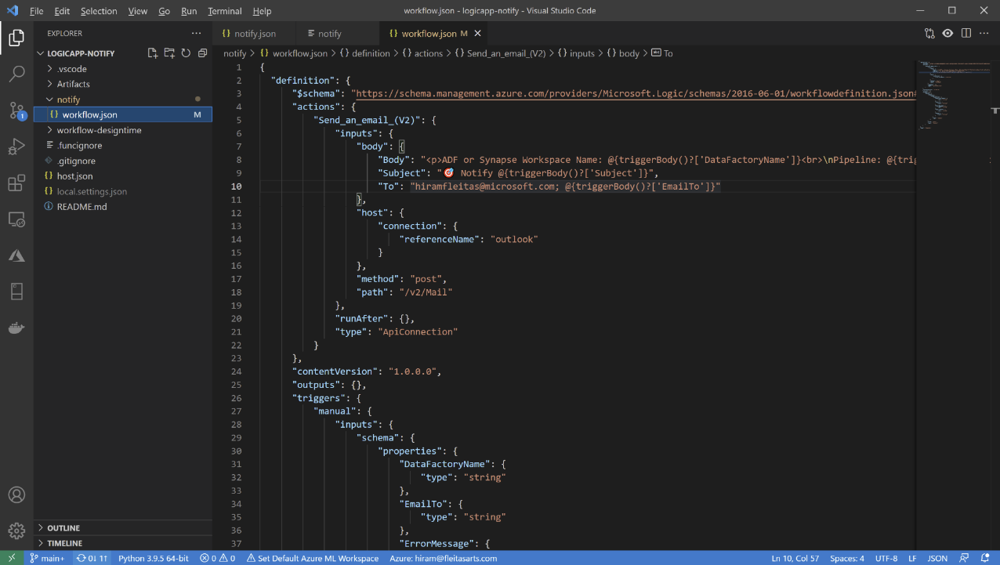 File Edit Selection View Go Run Terminal Help
workflow.json - logicapp-notify - Visual Studio Code
EXPLORER
LOGICAPP-NOTIFY
.vscode
Artifacts
notify
workflow.json M
workflow-designtime
.funcignore
.gitignore
host.json
local.settings.json
README.md
OUTLINE
TIMELINE
1
notify.json
notify
workflow.json M
notify > {} workflow.json > {} definition > {} actions > {} Send_an_email_(V2) > {} inputs > {} body > To
1 {
2 "definition": {
3 "$schema": "https://schema.management.azure.com/providers/Microsoft.Logic/schemas/2016-06-01/workflowdefinition.json#
4 "actions": {
5 "Send_an_email_(V2)": {
6 "inputs": {
7 "body": {
8 "Body": "<p>ADF or Synapse Workspace Name: @{triggerBody()?['DataFactoryName']}<br>\nPipeline: @{trig
9 "Subject": "🎯 Notify @{triggerBody()?['Subject']}",
10 "To": "hiramfleitas@microsoft.com; @{triggerBody()?['EmailTo']}"
11 },
12 "host": {
13 "connection": {
14 "referenceName": "outlook"
15 }
16 },
17 "method": "post",
18 "path": "/v2/Mail"
19 },
20 "runAfter": {},
21 "type": "ApiConnection"
22 }
23 },
24 "contentVersion": "1.0.0.0",
25 "outputs": {},
26 "triggers": {
27 "manual": {
28 "inputs": {
29 "schema": {
30 "properties": {
31 "DataFactoryName": {
32 "type": "string"
33 },
34 "EmailTo": {
35 "type": "string"
36 },
37 "ErrorMessage": {
main+ 0↓ 1↑ Python 3.9.5 64-bit 0 0 Set Default Azure ML Workspace Azure: hiram@fleitasarts.com Ln 10, Col 57 Spaces: 4 UTF-8 LF JSON